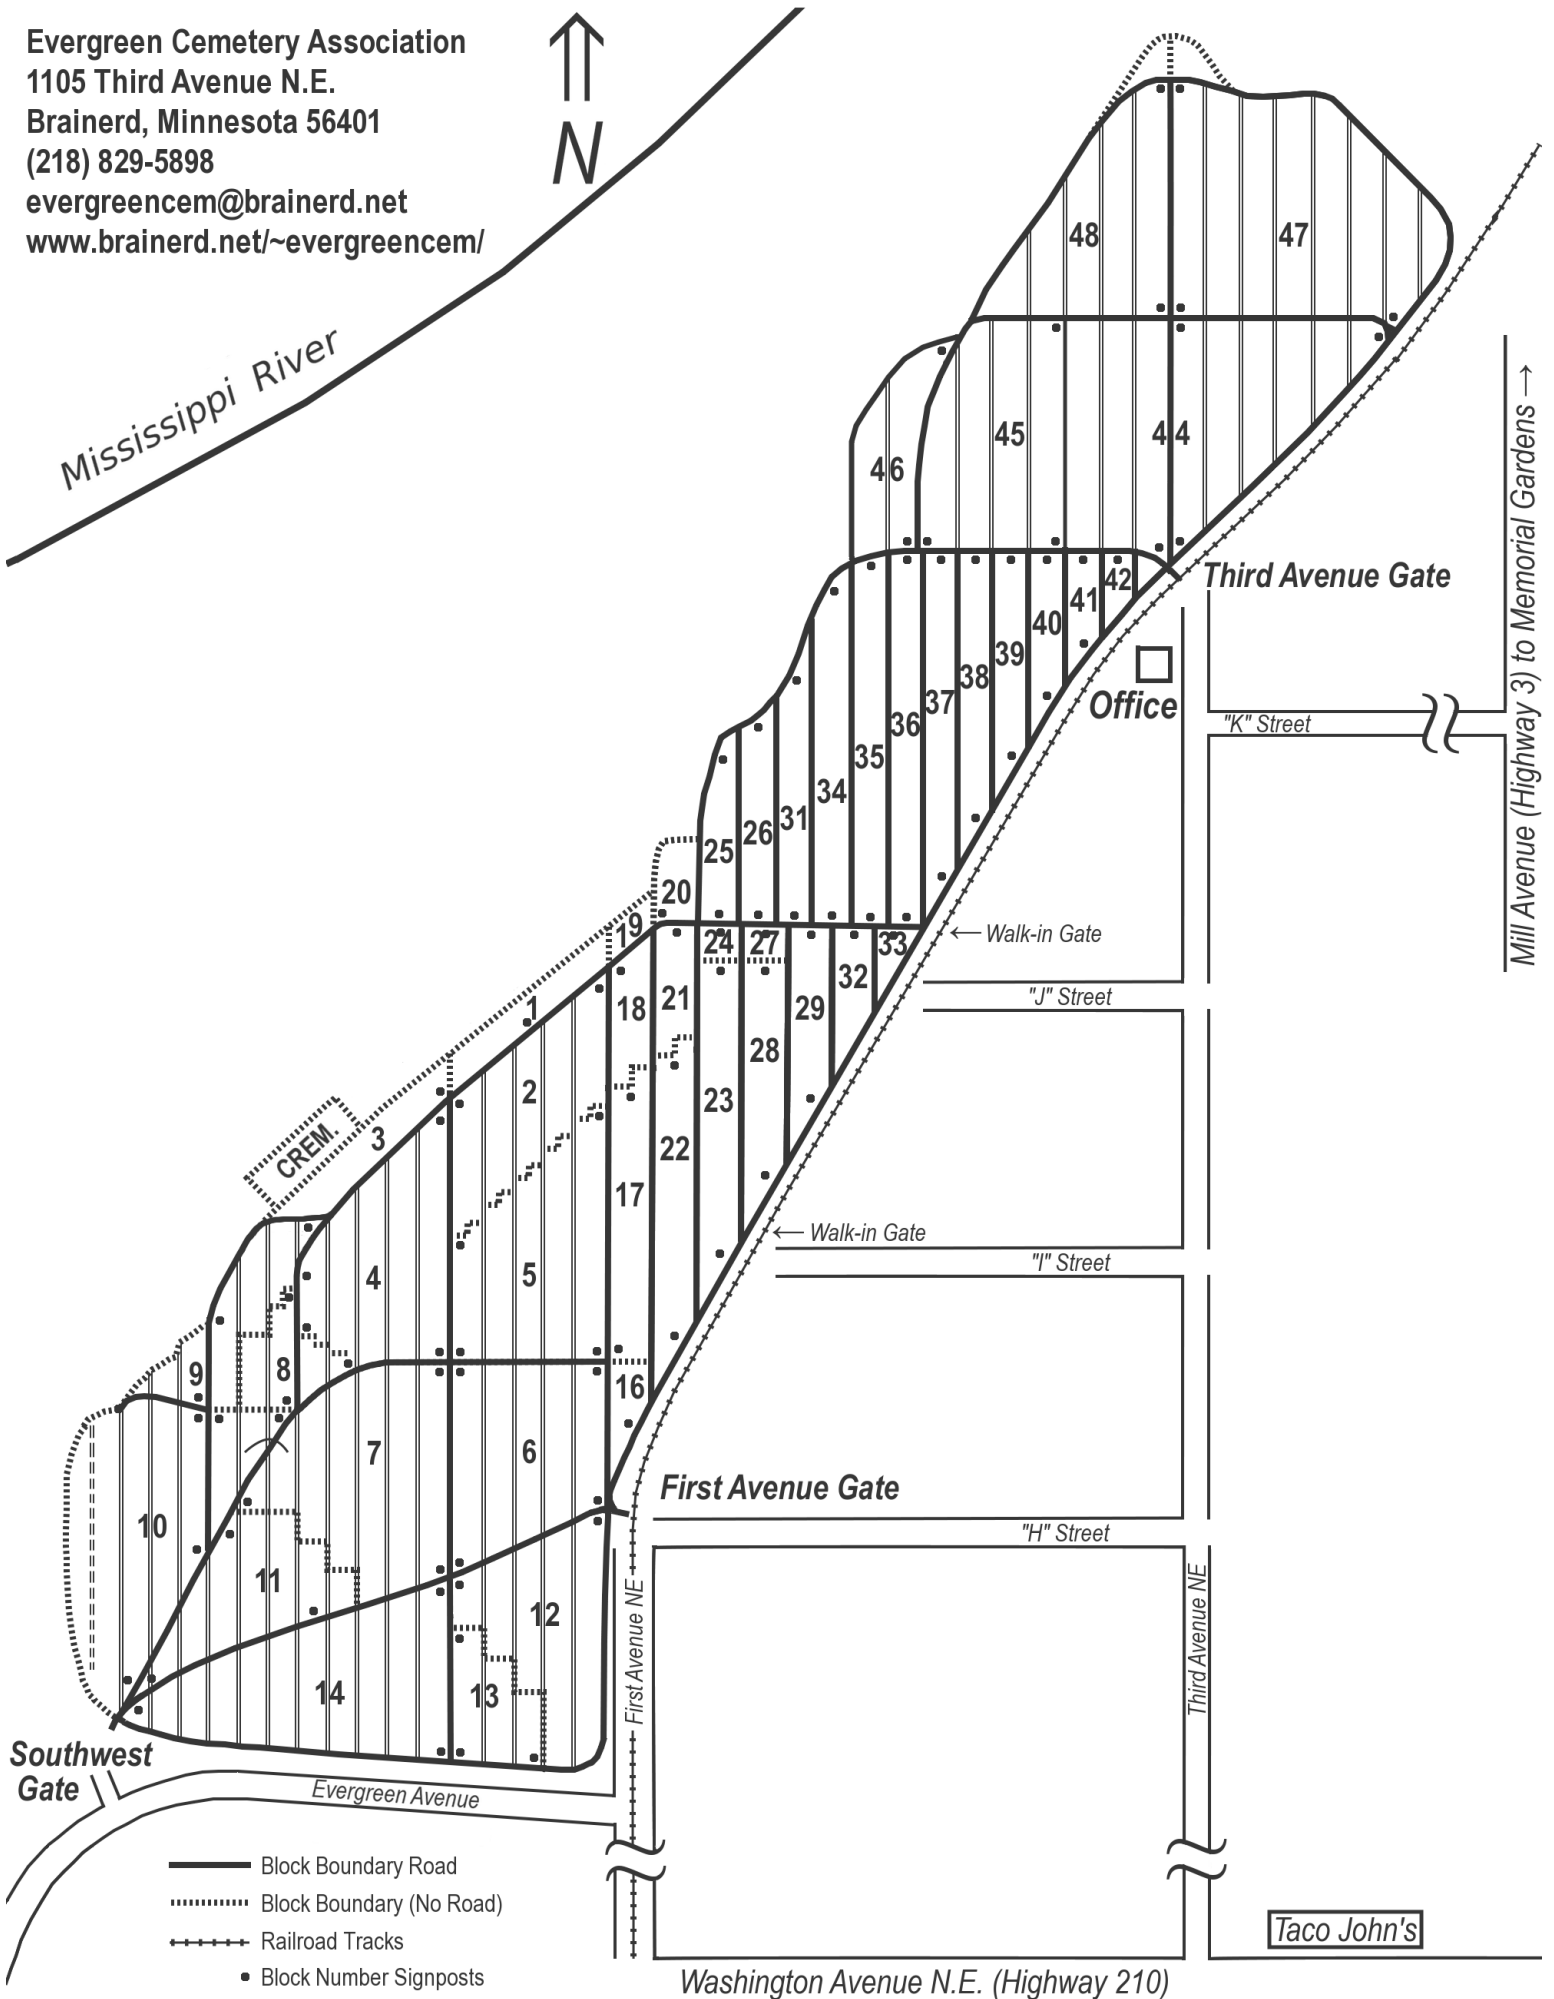 Evergreen Cemetery Association
1105 Third Avenue N.E.
Brainerd, Minnesota 56401
(218) 829-5898
evergreencem@brainerd.net
www.brainerd.net/~evergreencem/
N
Mississippi River
48
47
45
44
46
Third Avenue Gate
Mill Avenue (Highway 3) to Memorial Gardens →
42
41
40
39
38
37
36
35
34
31
26
25
Office
"K" Street
20
19
24
27
33
← Walk-in Gate
32
21
18
29
1
"J" Street
28
2
23
3
CREM.
22
17
← Walk-in Gate
"I" Street
4
5
9
8
16
7
6
First Avenue Gate
10
"H" Street
11
12
First Avenue NE
Third Avenue NE
14
13
Southwest
Gate
Evergreen Avenue
Block Boundary Road
Block Boundary (No Road)
Railroad Tracks
Block Number Signposts
Taco John's
Washington Avenue N.E. (Highway 210)